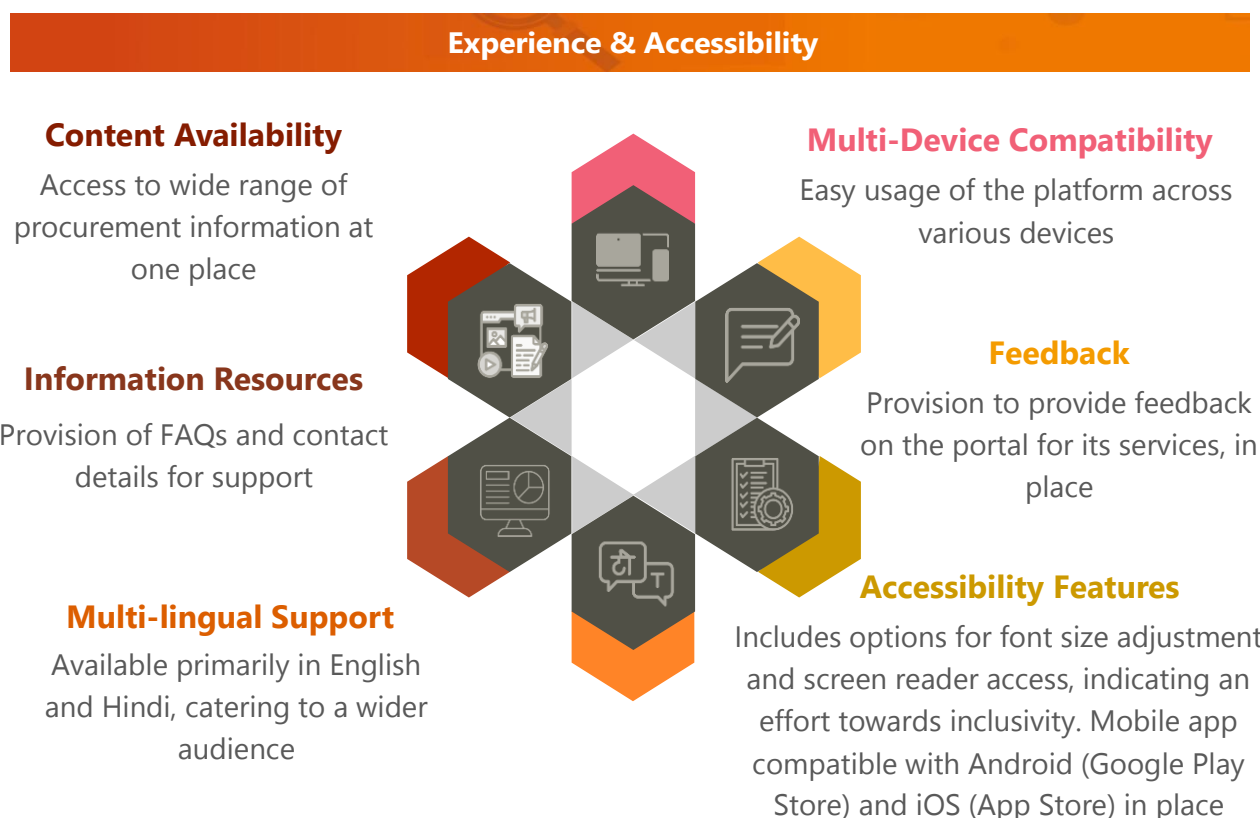 Experience & Accessibility
Content Availability
Access to wide range of
procurement information at
one place
Information Resources
Provision of FAQs and contact
details for support
Multi-lingual Support
Available primarily in English
and Hindi, catering to a wider
audience
टी
T
Multi-Device Compatibility
Easy usage of the platform across
various devices
Feedback
Provision to provide feedback
on the portal for its services, in
place
Accessibility Features
Includes options for font size adjustment
and screen reader access, indicating an
effort towards inclusivity. Mobile app
compatible with Android (Google Play
Store) and iOS (App Store) in place